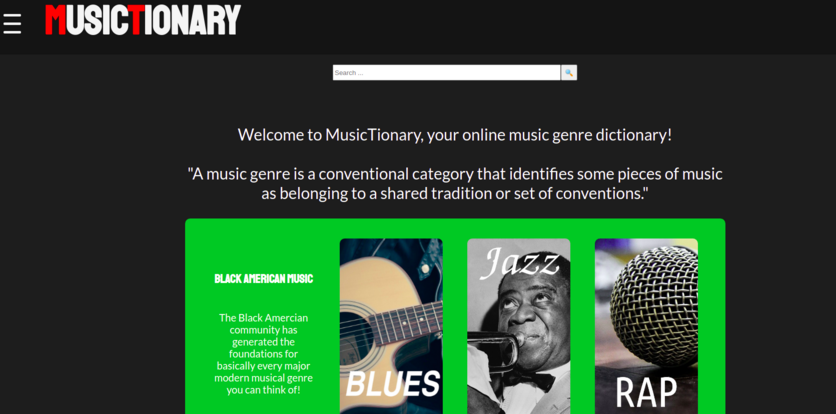 MUSICTIONARY
Search ...
Welcome to MusicTionary, your online music genre dictionary!
"A music genre is a conventional category that identifies some pieces of music
as belonging to a shared tradition or set of conventions."
BLACK AMERICAN MUSIC
The Black Amercian
community has
generated the
foundations for
basically every major
modern musical genre
you can think of!
BLUES
Jazz
RAP